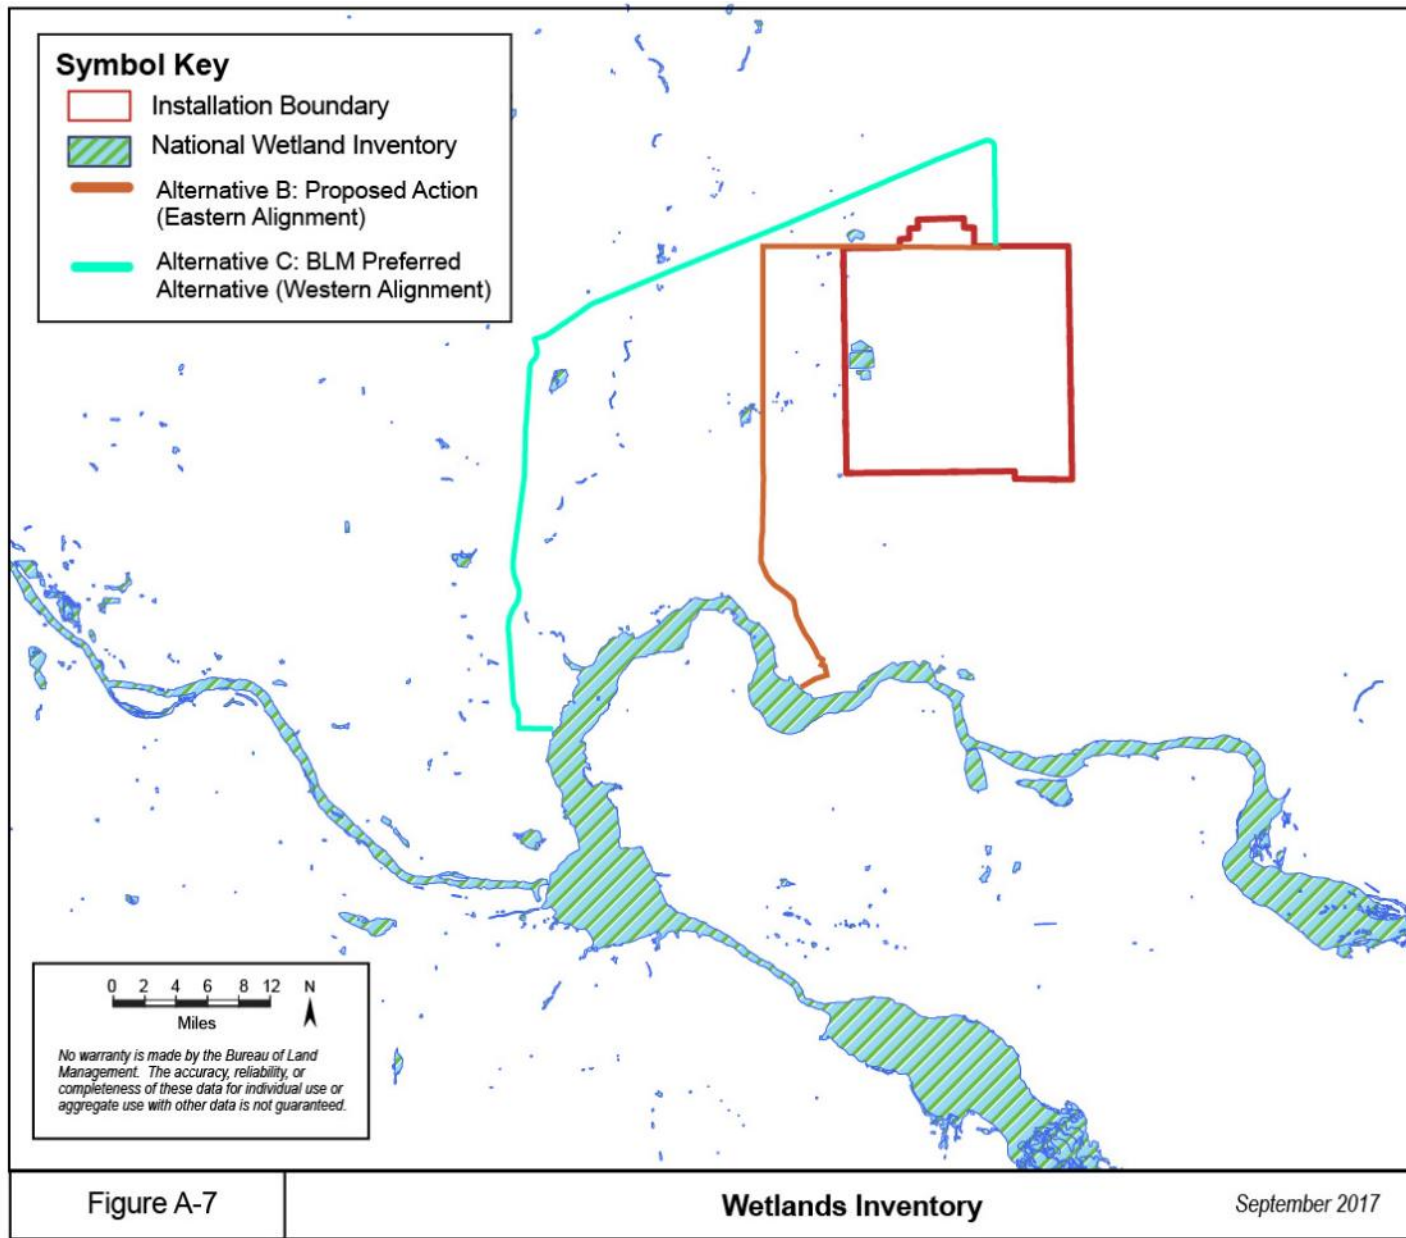 Symbol Key
Installation Boundary
National Wetland Inventory
Alternative B: Proposed Action
(Eastern Alignment)
Alternative C: BLM Preferred
Alternative (Western Alignment)
0 2 4 6 8 12 N
Miles
No warranty is made by the Bureau of Land
Management. The accuracy, reliability, or
completeness of these data for individual use or
aggregate use with other data is not guaranteed.
Figure A-7
Wetlands Inventory
September 2017